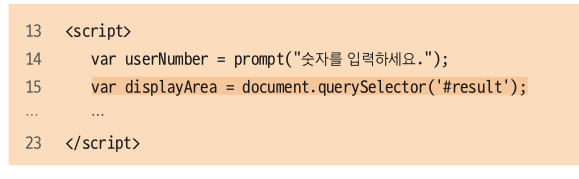 13 <script>
14 var userNumber = prompt("숫자를 입력하세요.");
15 var displayArea = document.querySelector('#result');
... ...
23 </script>